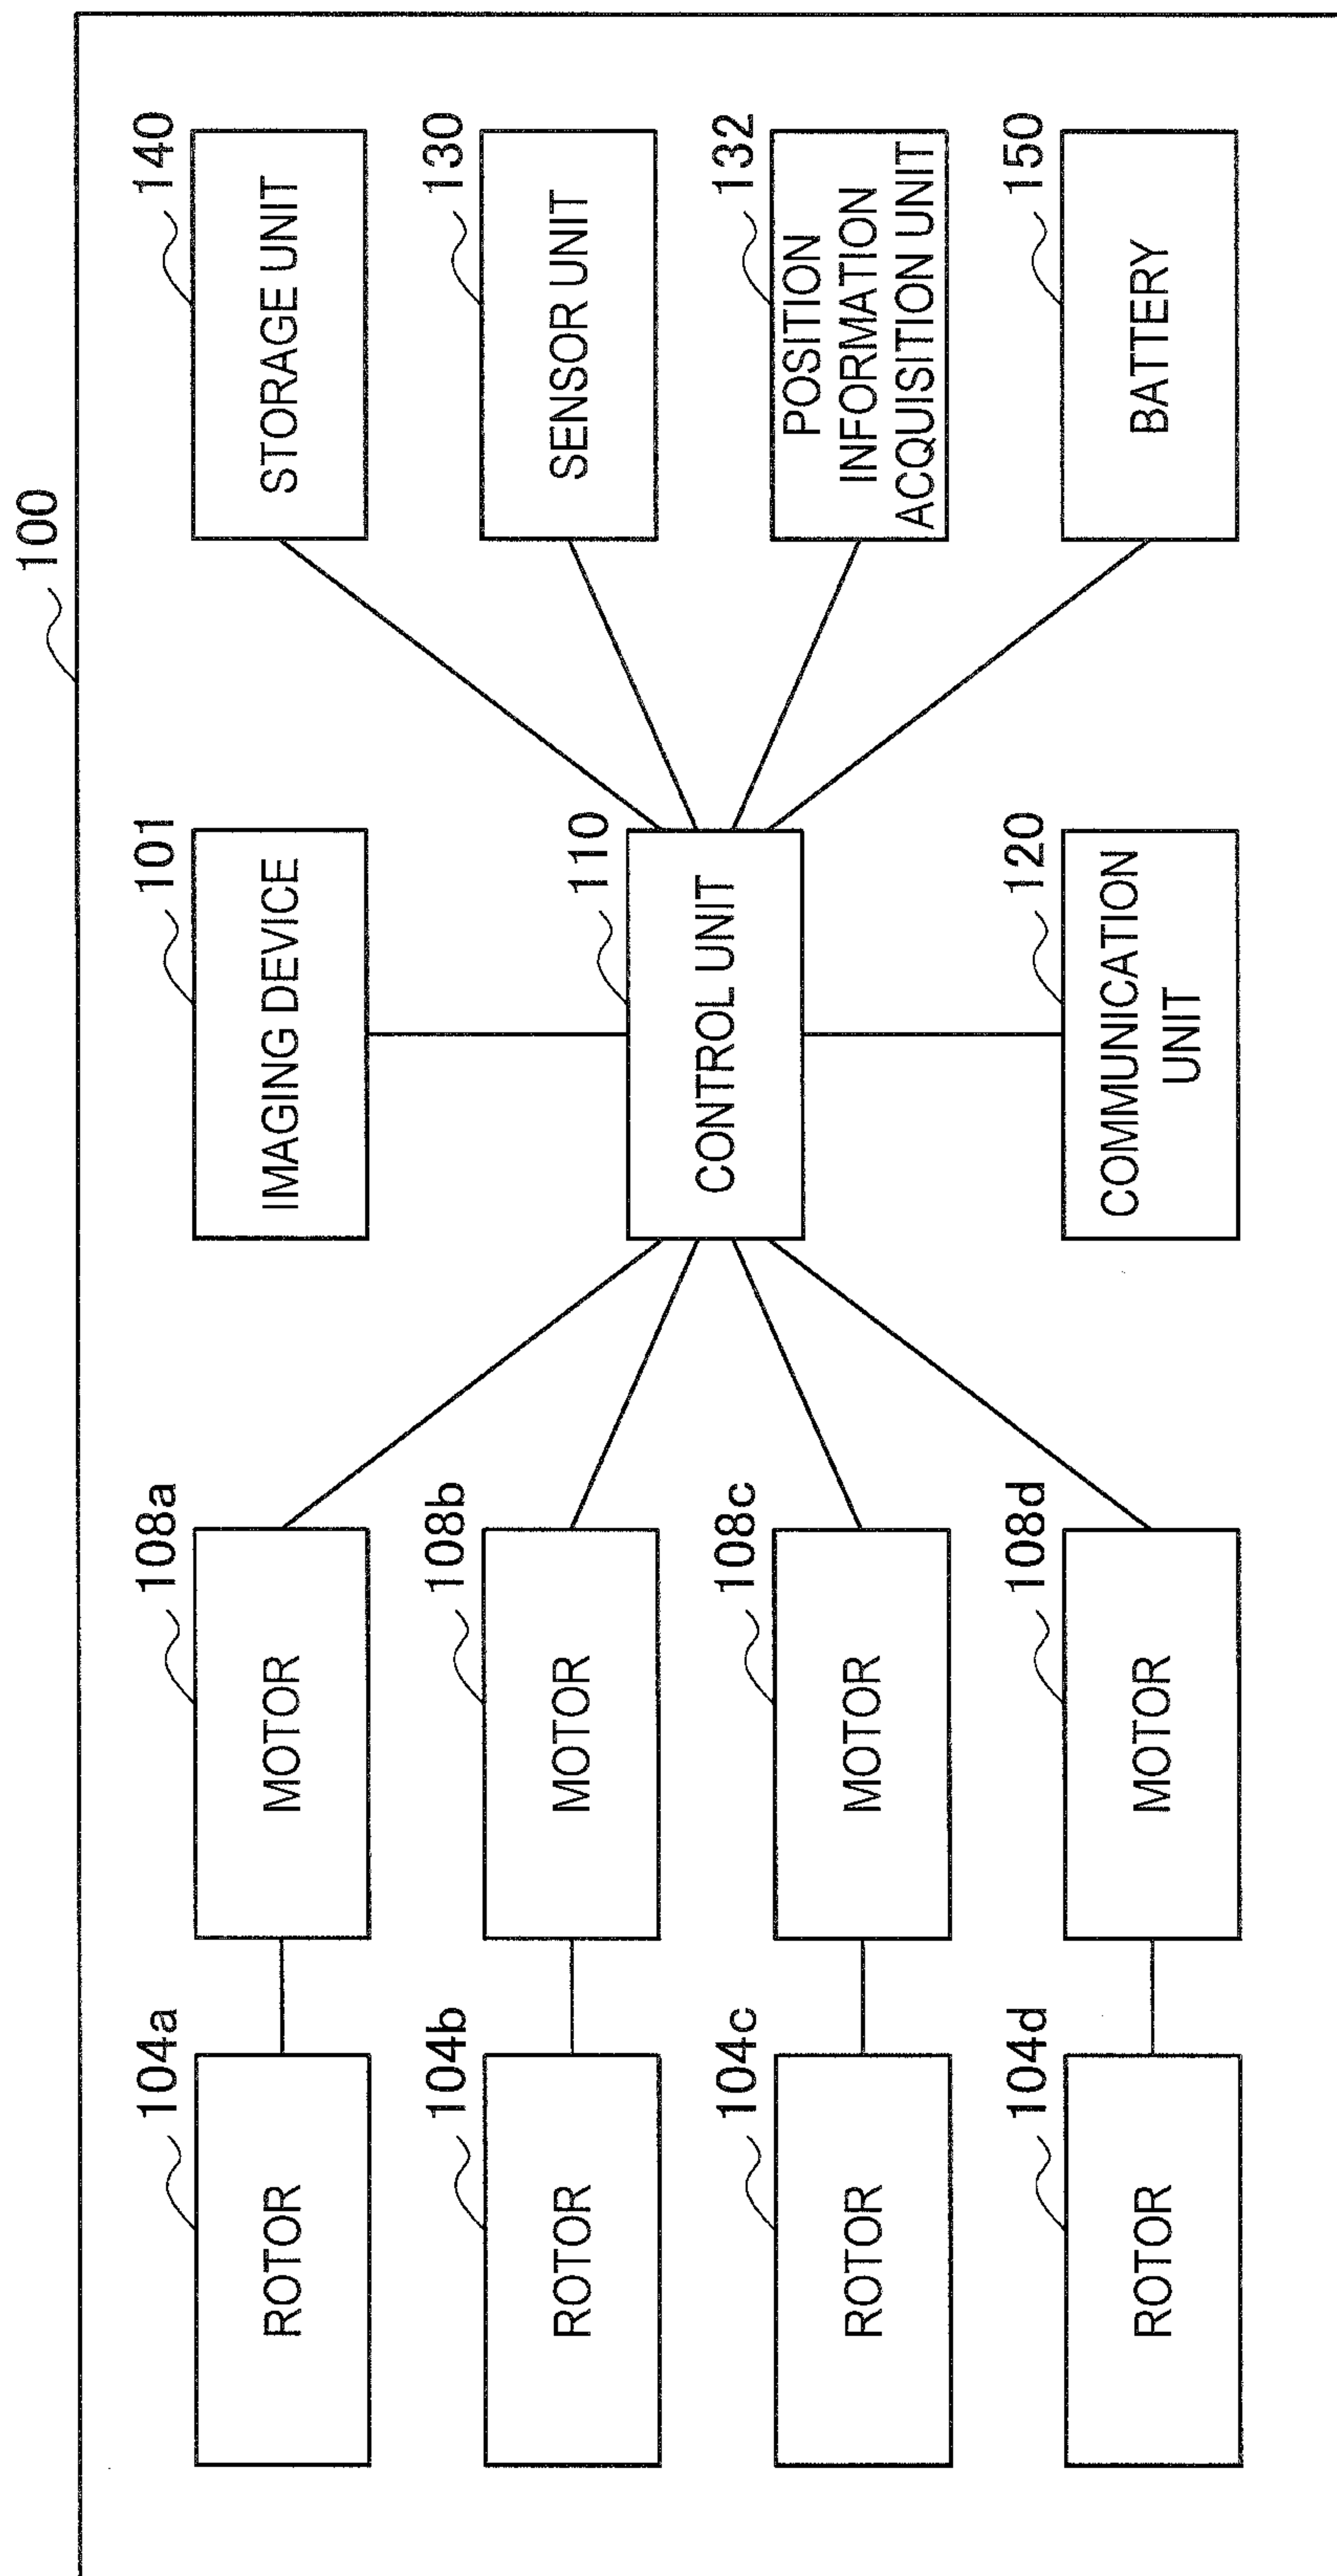 100
104a
ROTOR
108a
MOTOR
101
IMAGING DEVICE
140
STORAGE UNIT
104b
ROTOR
108b
MOTOR
130
SENSOR UNIT
110
CONTROL UNIT
104c
ROTOR
108c
MOTOR
132
POSITION
INFORMATION
ACQUISITION UNIT
104d
ROTOR
108d
MOTOR
120
COMMUNICATION
UNIT
150
BATTERY